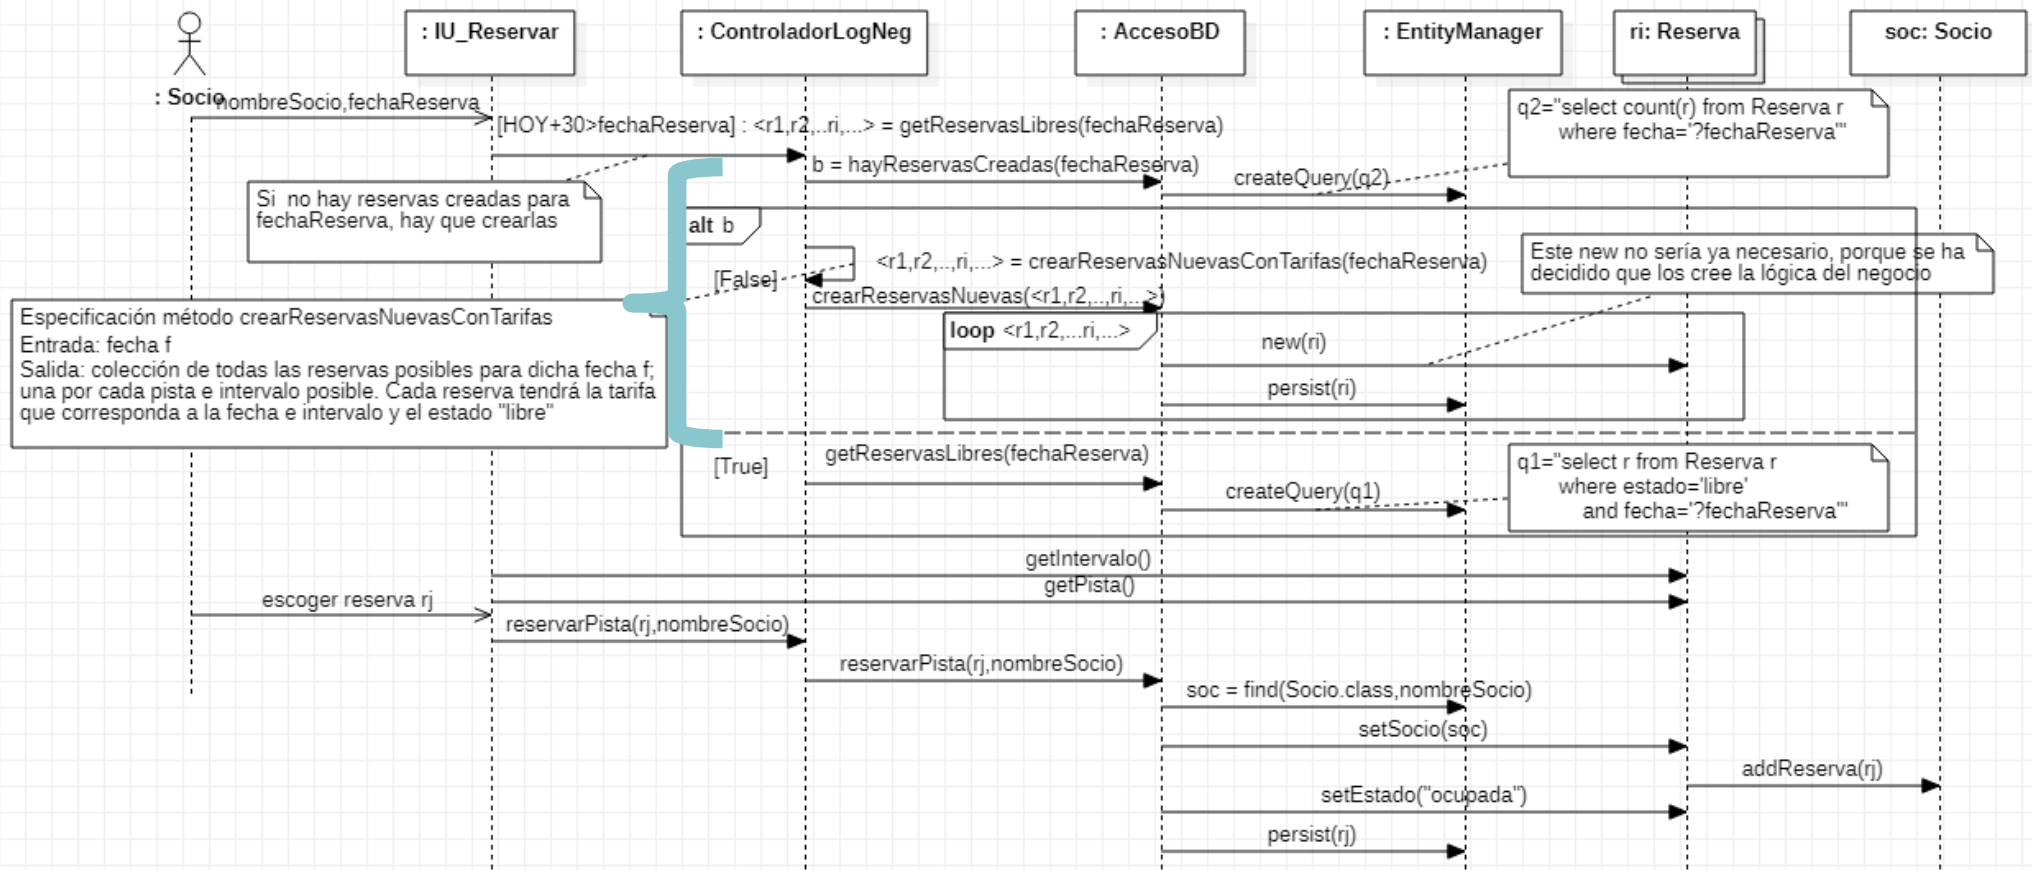 : IU_Reservar
: ControladorLogNeg
: AccesoBD
: EntityManager
ri: Reserva
soc: Socio
: Socio
nombreSocio,fechaReserva
[HOY+30>fechaReserva] : <r1,r2,..ri,...> = getReservasLibres(fechaReserva)
q2="select count(r) from Reserva r
where fecha='?fechaReserva'"
b = hayReservasCreadas(fechaReserva)
createQuery(q2)
Si no hay reservas creadas para
fechaReserva, hay que crearlas
alt b
[False]
<r1,r2,..,ri,...> = crearReservasNuevasConTarifas(fechaReserva)
Este new no sería ya necesario, porque se ha
decidido que los cree la lógica del negocio
crearReservasNuevas(<r1,r2,..,ri,...>)
Especificación método crearReservasNuevasConTarifas
Entrada: fecha f
Salida: colección de todas las reservas posibles para dicha fecha f;
una por cada pista e intervalo posible. Cada reserva tendrá la tarifa
que corresponda a la fecha e intervalo y el estado "libre"
loop <r1,r2,...ri,...>
new(ri)
persist(ri)
[True]
getReservasLibres(fechaReserva)
createQuery(q1)
q1="select r from Reserva r
where estado='libre'
and fecha='?fechaReserva'"
getIntervalo()
getPista()
escoger reserva rj
reservarPista(rj,nombreSocio)
reservarPista(rj,nombreSocio)
soc = find(Socio.class,nombreSocio)
setSocio(soc)
addReserva(rj)
setEstado("ocupada")
persist(rj)